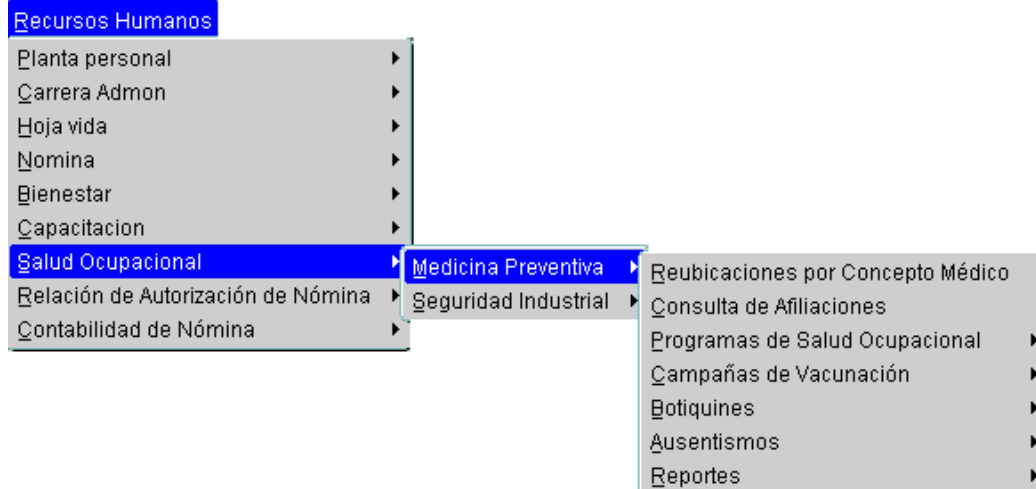 Recursos Humanos
Planta personal
Carrera Admon
Hoja vida
Nomina
Bienestar
Capacitacion
Salud Ocupacional
Relación de Autorización de Nómina
Contabilidad de Nómina
Medicina Preventiva
Seguridad Industrial
Reubicaciones por Concepto Médico
Consulta de Afiliaciones
Programas de Salud Ocupacional
Campañas de Vacunación
Botiquines
Ausentismos
Reportes